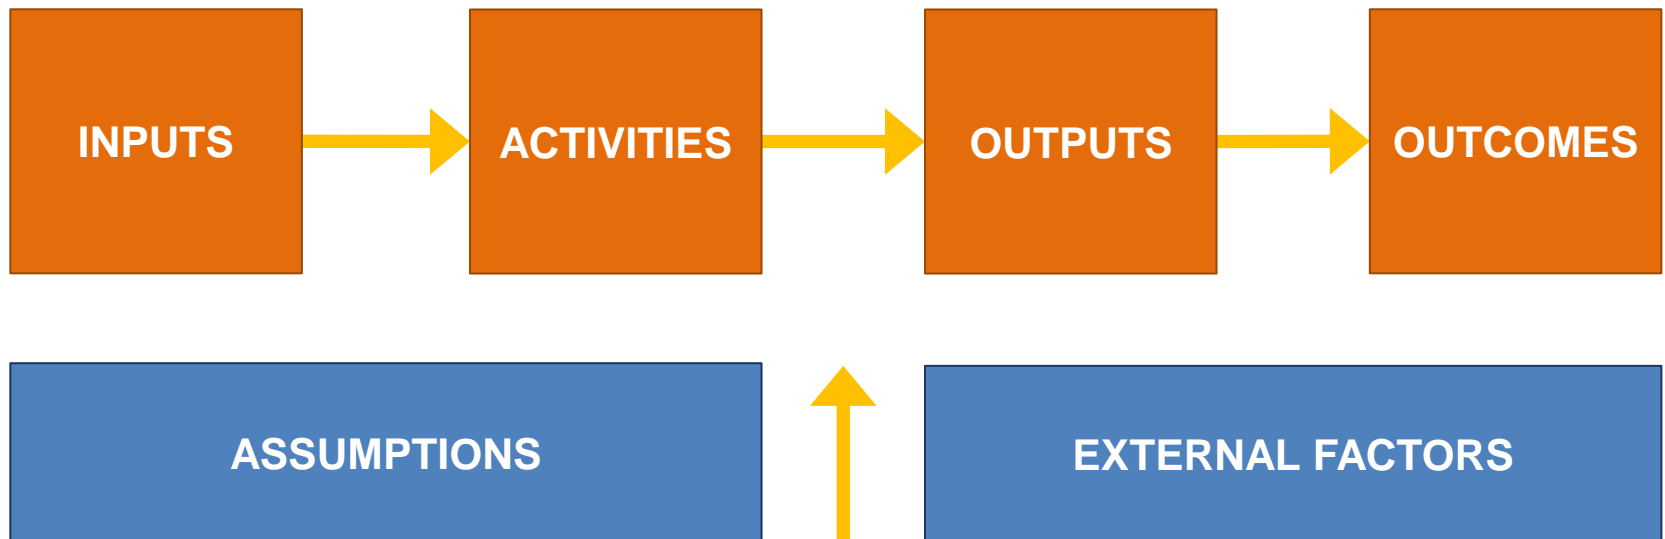 INPUTS
ACTIVITIES
OUTPUTS
OUTCOMES
ASSUMPTIONS
EXTERNAL FACTORS